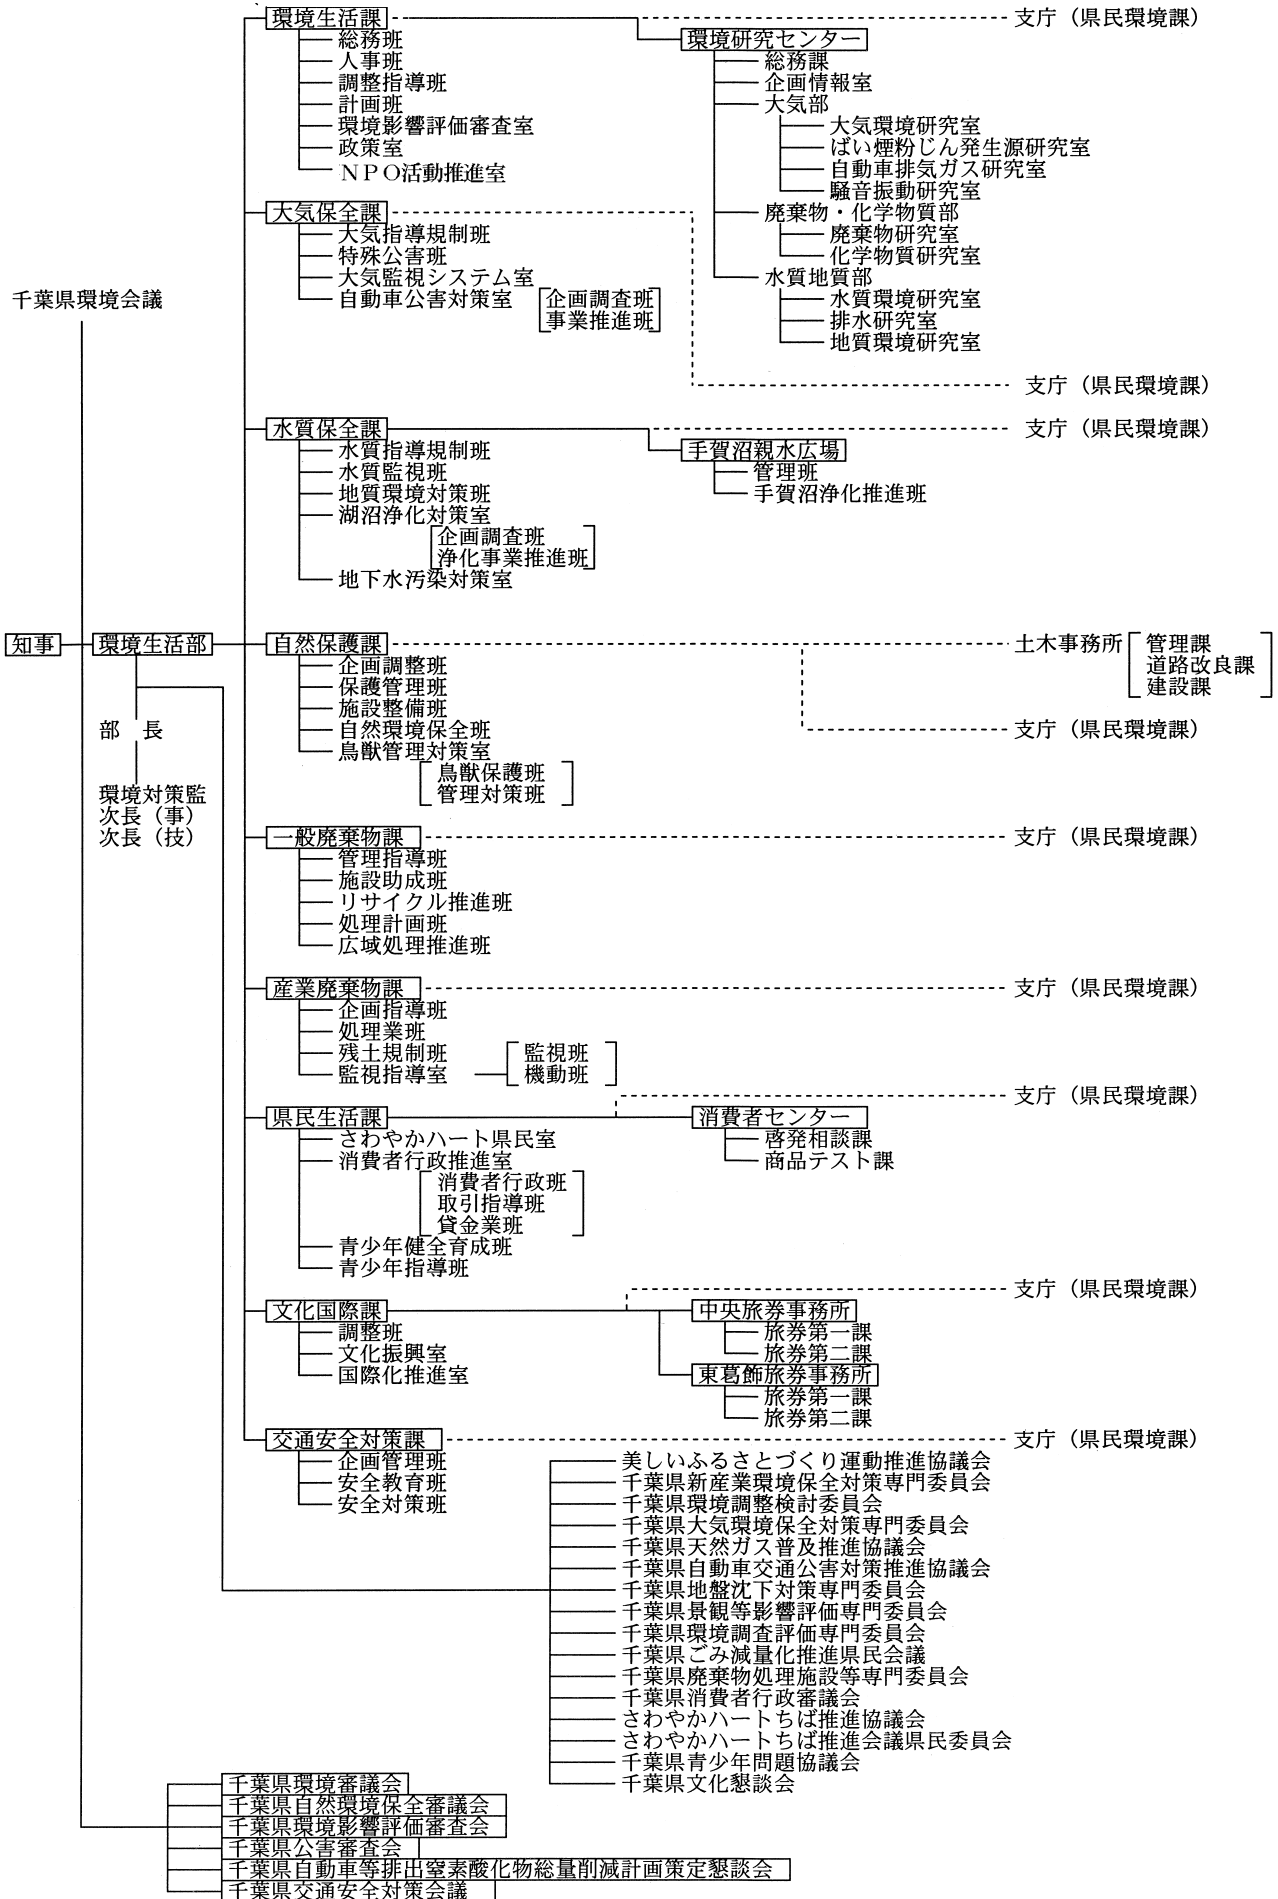 環境生活課
支庁（県民環境課）
総務班
人事班
調整指導班
計画班
環境影響評価審査室
政策室
ＮＰＯ活動推進室
環境研究センター
総務課
企画情報室
大気部
大気環境研究室
ばい煙粉じん発生源研究室
自動車排気ガス研究室
騒音振動研究室
廃棄物・化学物質部
廃棄物研究室
化学物質研究室
水質地質部
水質環境研究室
排水研究室
地質環境研究室
大気保全課
大気指導規制班
特殊公害班
大気監視システム室
自動車公害対策室
企画調査班
事業推進班
支庁（県民環境課）
千葉県環境会議
水質保全課
支庁（県民環境課）
水質指導規制班
水質監視班
地質環境対策班
湖沼浄化対策室
企画調査班
浄化事業推進班
地下水汚染対策室
手賀沼親水広場
管理班
手賀沼浄化推進班
知事
環境生活部
部　長
環境対策監
次長（事）
次長（技）
自然保護課
企画調整班
保護管理班
施設整備班
自然環境保全班
鳥獣管理対策室
鳥獣保護班
管理対策班
土木事務所
管理課
道路改良課
建設課
支庁（県民環境課）
一般廃棄物課
支庁（県民環境課）
管理指導班
施設助成班
リサイクル推進班
処理計画班
広域処理推進班
産業廃棄物課
支庁（県民環境課）
企画指導班
処理業班
残土規制班
監視指導室
監視班
機動班
県民生活課
支庁（県民環境課）
さわやかハート県民室
消費者行政推進室
消費者行政班
取引指導班
貸金業班
青少年健全育成班
青少年指導班
消費者センター
啓発相談課
商品テスト課
文化国際課
支庁（県民環境課）
調整班
文化振興室
国際化推進室
中央旅券事務所
旅券第一課
旅券第二課
東葛飾旅券事務所
旅券第一課
旅券第二課
交通安全対策課
支庁（県民環境課）
企画管理班
安全教育班
安全対策班
美しいふるさとづくり運動推進協議会
千葉県新産業環境保全対策専門委員会
千葉県環境調整検討委員会
千葉県大気環境保全対策専門委員会
千葉県天然ガス普及推進協議会
千葉県自動車交通公害対策推進協議会
千葉県地盤沈下対策専門委員会
千葉県景観等影響評価専門委員会
千葉県環境調査評価専門委員会
千葉県ごみ減量化推進県民会議
千葉県廃棄物処理施設等専門委員会
千葉県消費者行政審議会
さわやかハートちば推進協議会
さわやかハートちば推進会議県民委員会
千葉県青少年問題協議会
千葉県文化懇談会
千葉県環境審議会
千葉県自然環境保全審議会
千葉県環境影響評価審査会
千葉県公害審査会
千葉県自動車等排出窒素酸化物総量削減計画策定懇談会
千葉県交通安全対策会議